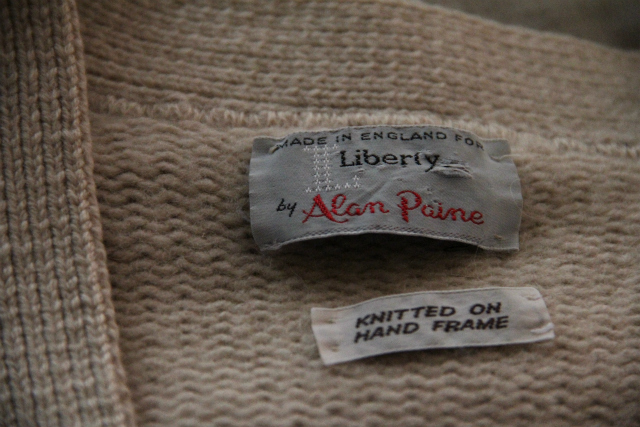 MADE IN ENGLAND FOR
L Liberty
by Alan Paine
KNITTED ON
HAND FRAME